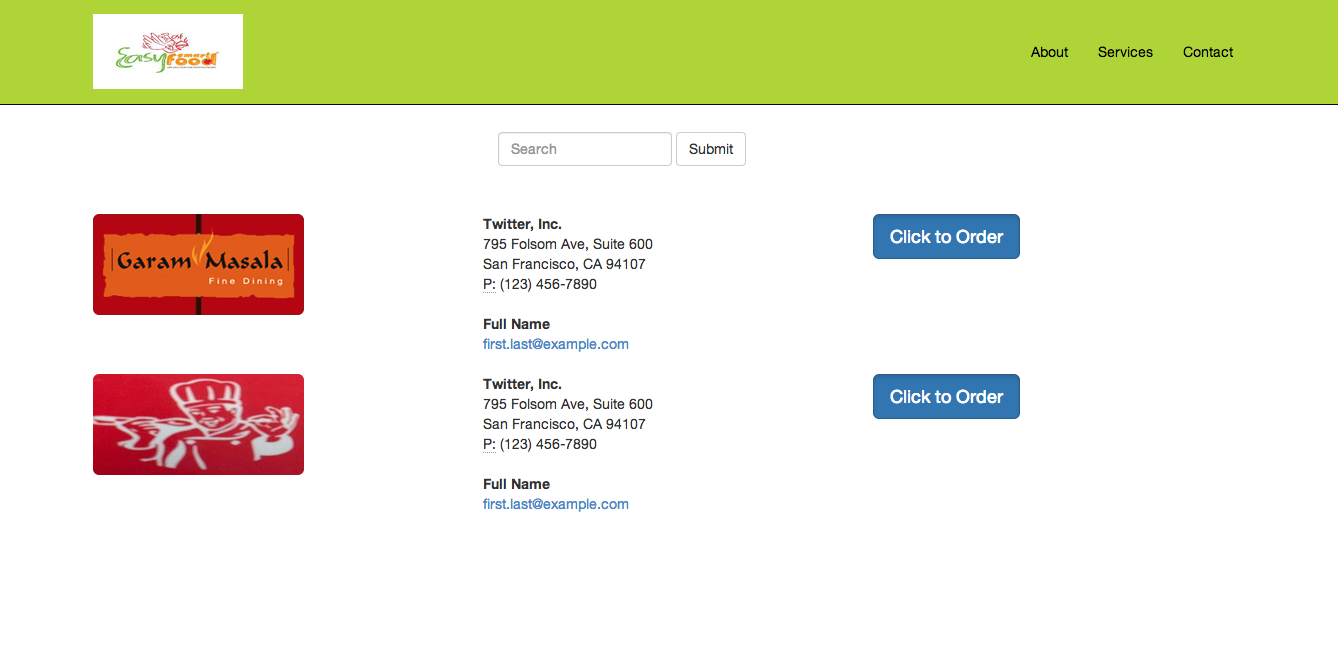 Easy
smart
Food
About Services Contact
Search Submit
Garam Masala
Fine Dining
Twitter, Inc.
795 Folsom Ave, Suite 600
San Francisco, CA 94107
P: (123) 456-7890
Full Name
first.last@example.com
Click to Order
Twitter, Inc.
795 Folsom Ave, Suite 600
San Francisco, CA 94107
P: (123) 456-7890
Full Name
first.last@example.com
Click to Order